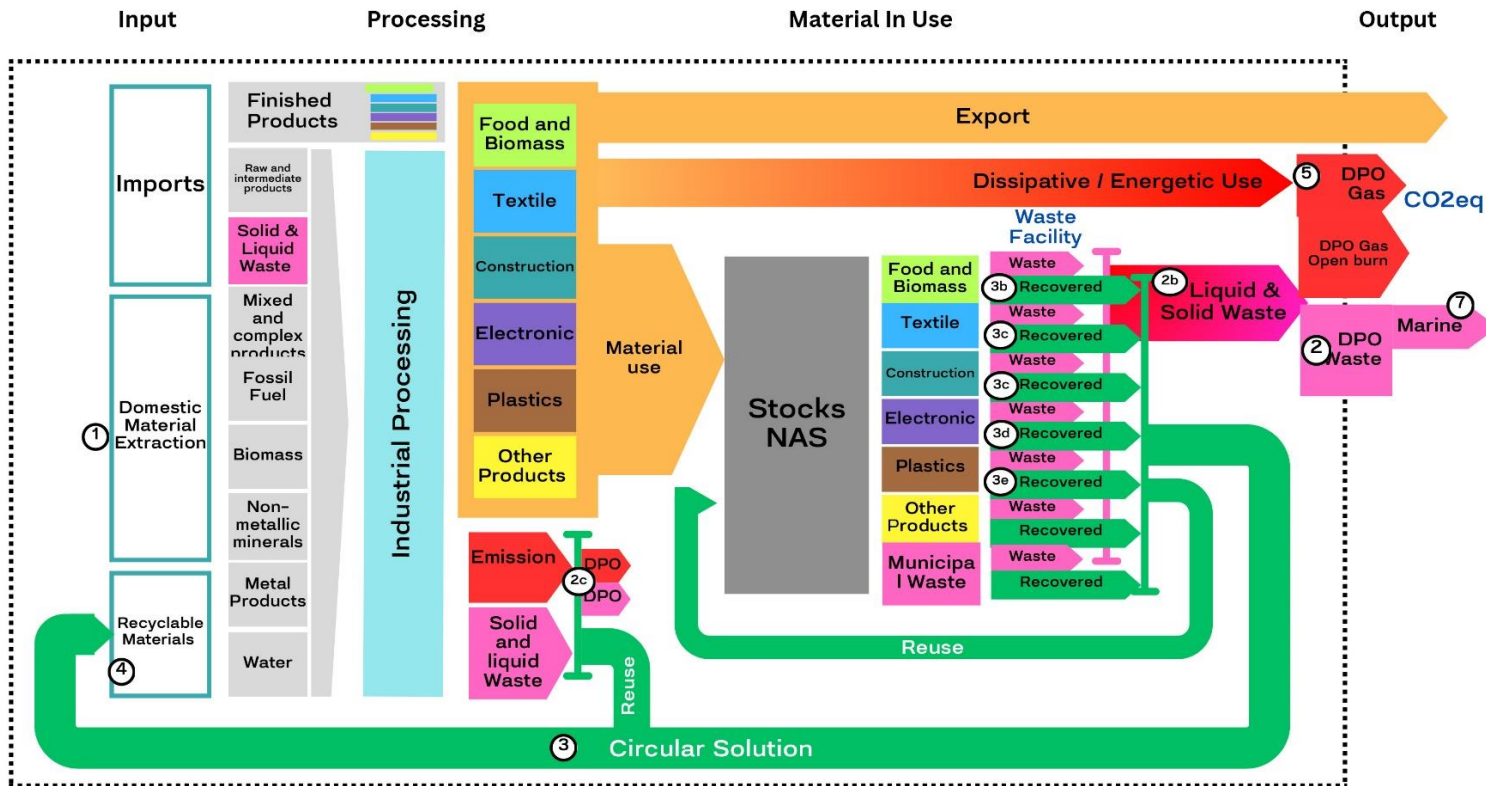 Input
Processing
Material In Use
Output
Imports
Domestic
Material
Extraction
1
Recyclable
Materials
4
Finished
Products
Raw and
intermediate
products
Solid &
Liquid
Waste
Mixed
and
complex
products
Fossil
Fuel
Biomass
Non-
metallic
minerals
Metal
Products
Water
Industrial Processing
Food and
Biomass
Textile
Construction
Electronic
Plastics
Other
Products
Emission
Solid
and
liquid
Waste
2c
DPO
DPO
Reuse
Export
Dissipative / Energetic Use
Material
use
Stocks
NAS
Waste
Facility
Food and
Biomass
Textile
Construction
Electronic
Plastics
Other
Products
Municipa
l Waste
Waste
3b Recovered
Waste
3c Recovered
Waste
3c Recovered
Waste
3d Recovered
Waste
3e Recovered
Waste
Recovered
Waste
Recovered
2b
Liquid &
Solid Waste
5
DPO
Gas
CO2eq
DPO Gas
Open burn
2
DPO
Waste
Marine
7
Reuse
3
Circular Solution